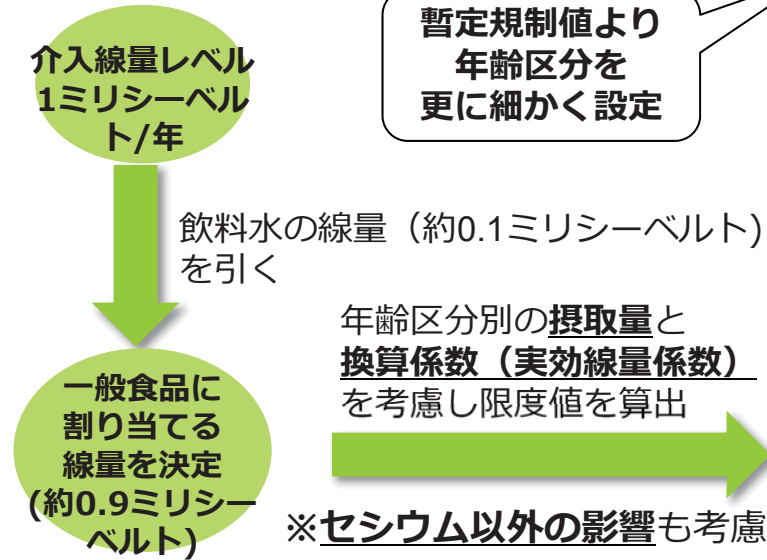 介入線量レベル
1ミリシーベル
ト/年
暫定規制値より
年齢区分を
更に細かく設定
飲料水の線量（約0.1ミリシーベルト)
を引く
年齢区分別の摂取量と
換算係数（実効線量係数）
を考慮し限度値を算出
一般食品に
割り当てる
線量を決定
(約0.9ミリシー
ベルト)
※セシウム以外の影響も考慮